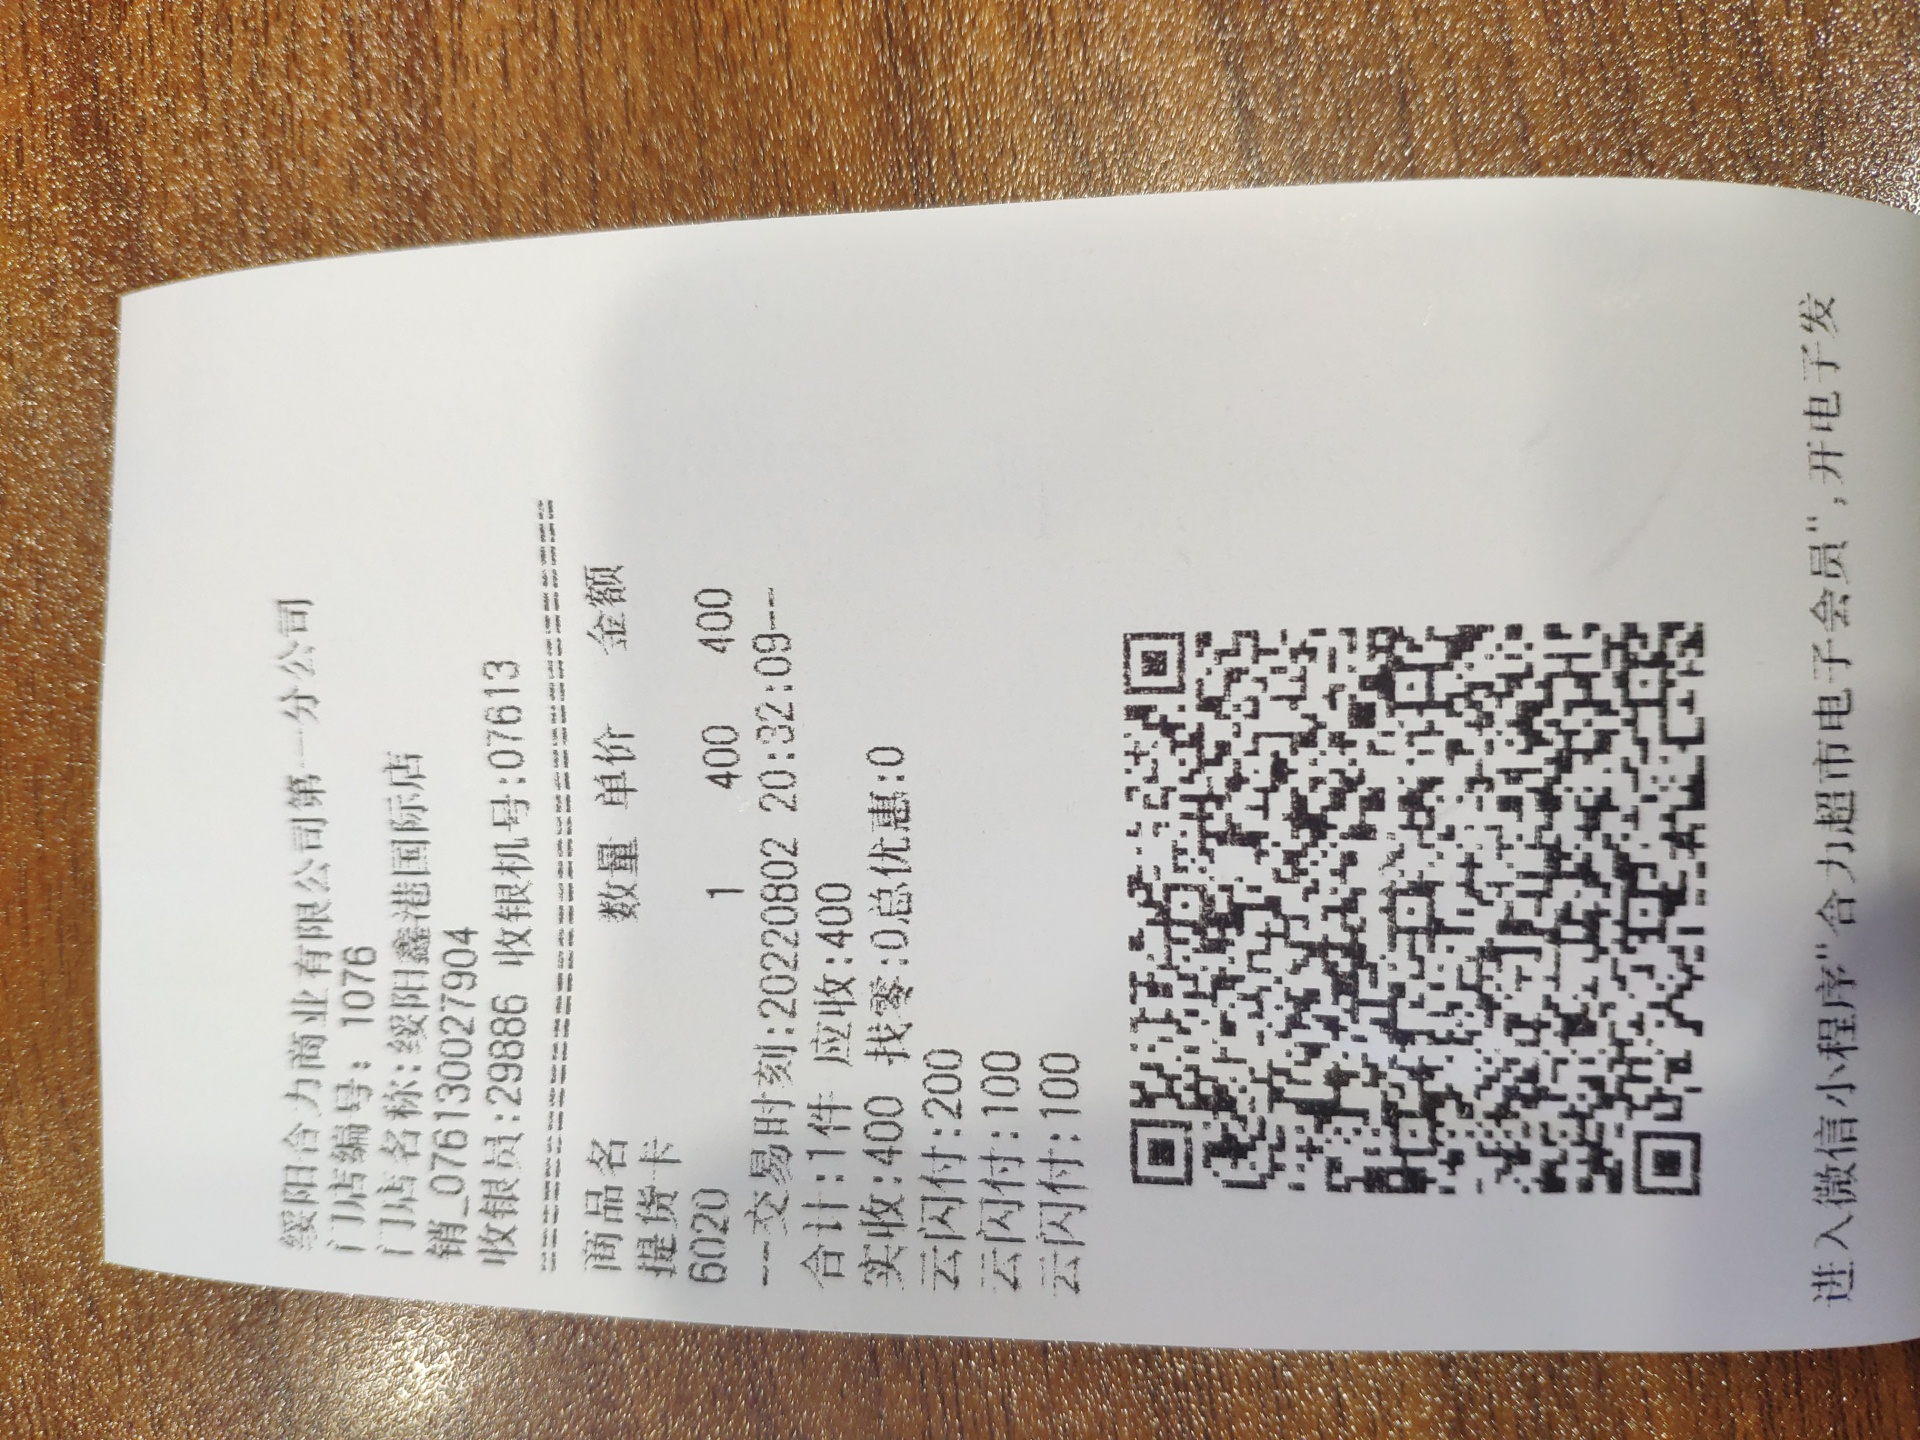 绥阳合力商业有限公司第一分公司
门店编号: 1076
门店名称:绥阳鑫港国际店
销_076130027904
收银员:29886 收银机号:07613
================================
商品名 数量 单价 金额
提货卡
6020 1 400 400
--交易时刻:20220802 20:32:09--
合计:1件 应收:400
实收:400 找零:0总优惠:0
云闪付:200
云闪付:100
云闪付:100
进入微信小程序"合力超市电子会员",开电子发